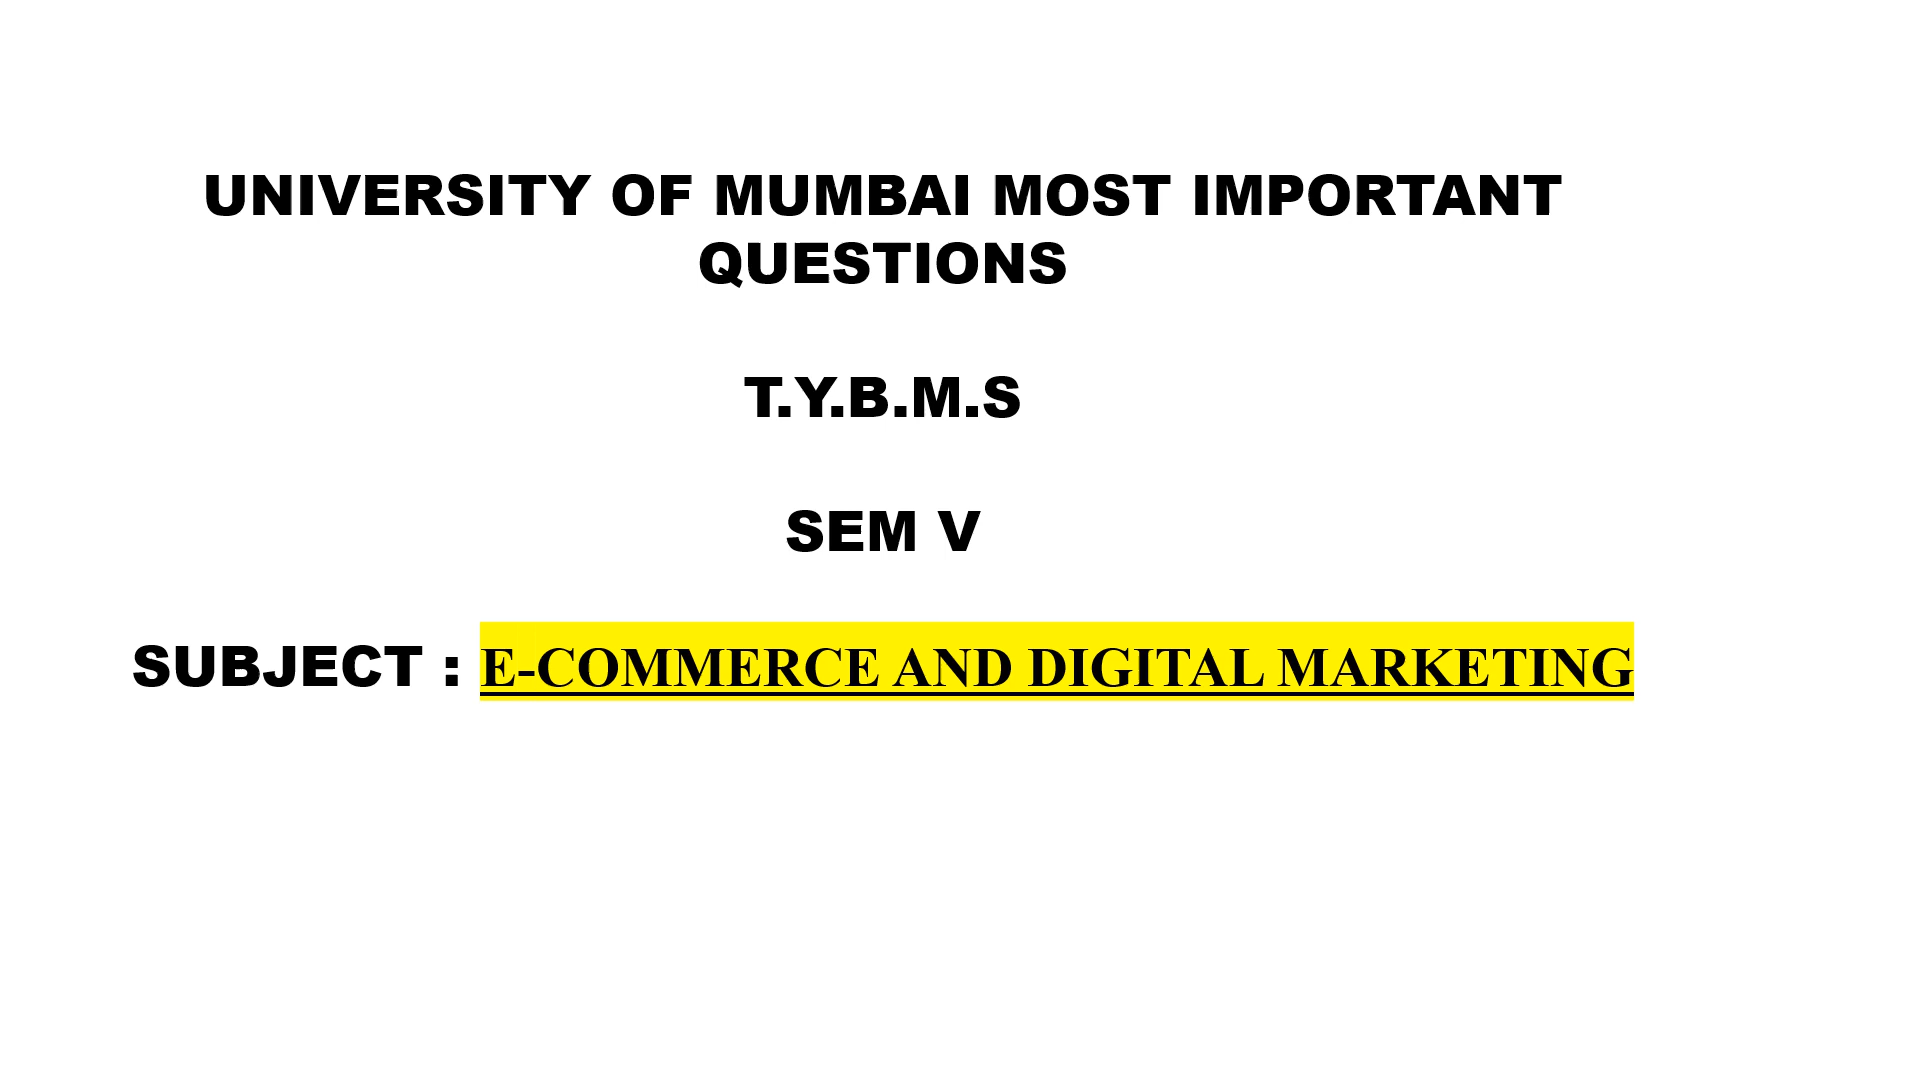 UNIVERSITY OF MUMBAI MOST IMPORTANT
QUESTIONS
T.Y.B.M.S
SEM V
SUBJECT : E-COMMERCE AND DIGITAL MARKETING